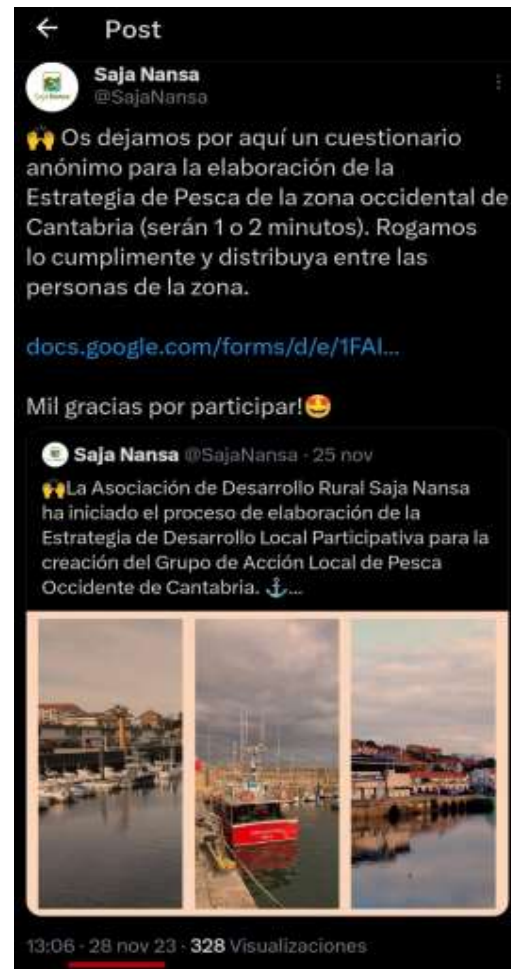 Post
Saja Nansa
@SajaNansa
🙌 Os dejamos por aquí un cuestionario
anónimo para la elaboración de la
Estrategia de Pesca de la zona occidental de
Cantabria (serán 1 o 2 minutos). Rogamos
lo cumplimente y distribuya entre las
personas de la zona.
docs.google.com/forms/d/e/1FAI...
Mil gracias por participar!🤩
Saja Nansa @SajaNansa · 25 nov
🙌La Asociación de Desarrollo Rural Saja Nansa
ha iniciado el proceso de elaboración de la
Estrategia de Desarrollo Local Participativa para la
creación del Grupo de Acción Local de Pesca
Occidente de Cantabria. ⚓...
13:06 · 28 nov 23 · 328 Visualizaciones